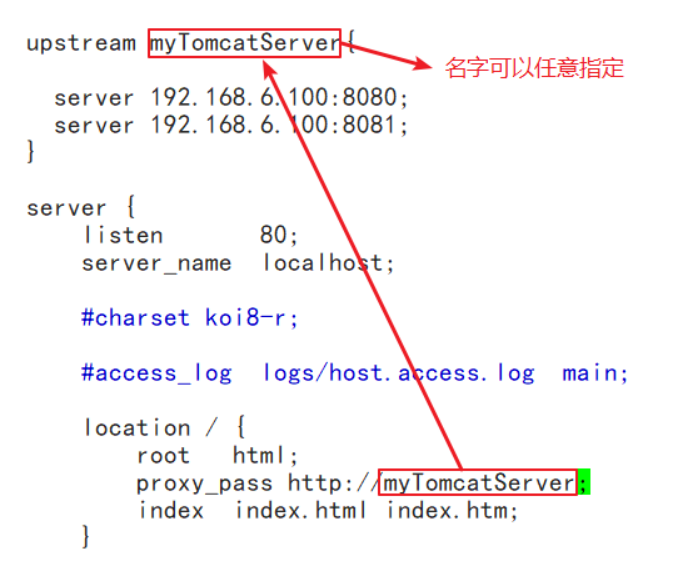 upstream myTomcatServer{
名字可以任意指定
server 192.168.6.100:8080;
server 192.168.6.100:8081;
}
server {
listen 80;
server_name localhost;
#charset koi8-r;
#access_log logs/host.access.log main;
location / {
root html;
proxy_pass http://myTomcatServer;
index index.html index.htm;
}